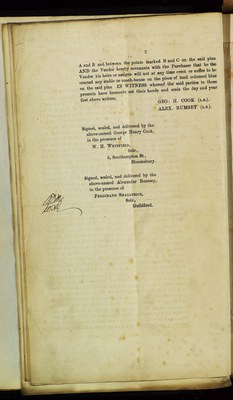 2
A and B and between the points marked B and C on the said plan
AND the Vendor hereby covenants with the Purchaser that he the
Vendor his heirs or assigns will not at any time erect or suffer to be
erected any stable or coach-house on the piece of land coloured blue
on the said plan IN WITNESS whereof the said parties to these
presents have hereunto set their hands and seals the day and year
first above written.
GEO. H. COOK (L.S.).
ALEX. RUMSEY (L.S.).
Signed, sealed, and delivered by the
above-named George Henry Cook,
in the presence of
W. H. WHITFIELD,
Solr.,
5, Southampton St.,
Bloomsbury.
Signed, sealed, and delivered by the
above-named Alexander Rumsey,
in the presence of
FERDINAND SMALLPEICE,
Solr.,
Guildford.